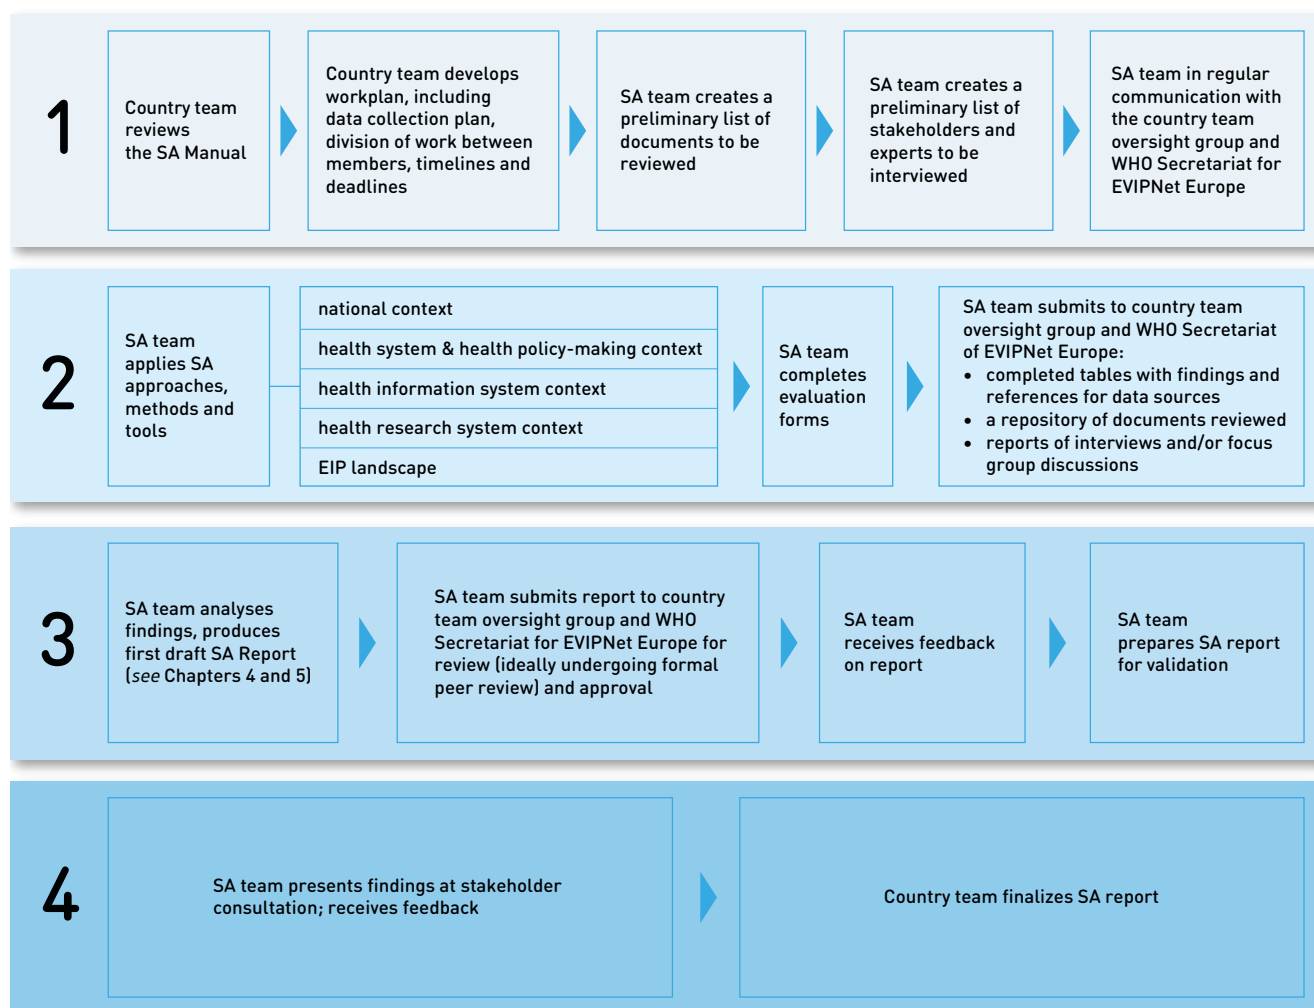 1
Country team
reviews
the SA Manual
Country team develops
workplan, including
data collection plan,
division of work between
members, timelines and
deadlines
SA team creates a
preliminary list of
documents to be
reviewed
SA team creates a
preliminary list of
stakeholders and
experts to be
interviewed
SA team in regular
communication with
the country team
oversight group and
WHO Secretariat for
EVIPNet Europe
2
SA team
applies SA
approaches,
methods and
tools
national context
health system & health policy-making context
health information system context
health research system context
EIP landscape
SA team
completes
evaluation
forms
SA team submits to country team
oversight group and WHO Secretariat
of EVIPNet Europe:
• completed tables with findings and
references for data sources
• a repository of documents reviewed
• reports of interviews and/or focus
group discussions
3
SA team analyses
findings, produces
first draft SA Report
(see Chapters 4 and 5)
SA team submits report to country
team oversight group and WHO
Secretariat for EVIPNet Europe for
review (ideally undergoing formal
peer review) and approval
SA team
receives feedback
on report
SA team
prepares SA report
for validation
4
SA team presents findings at stakeholder
consultation; receives feedback
Country team finalizes SA report